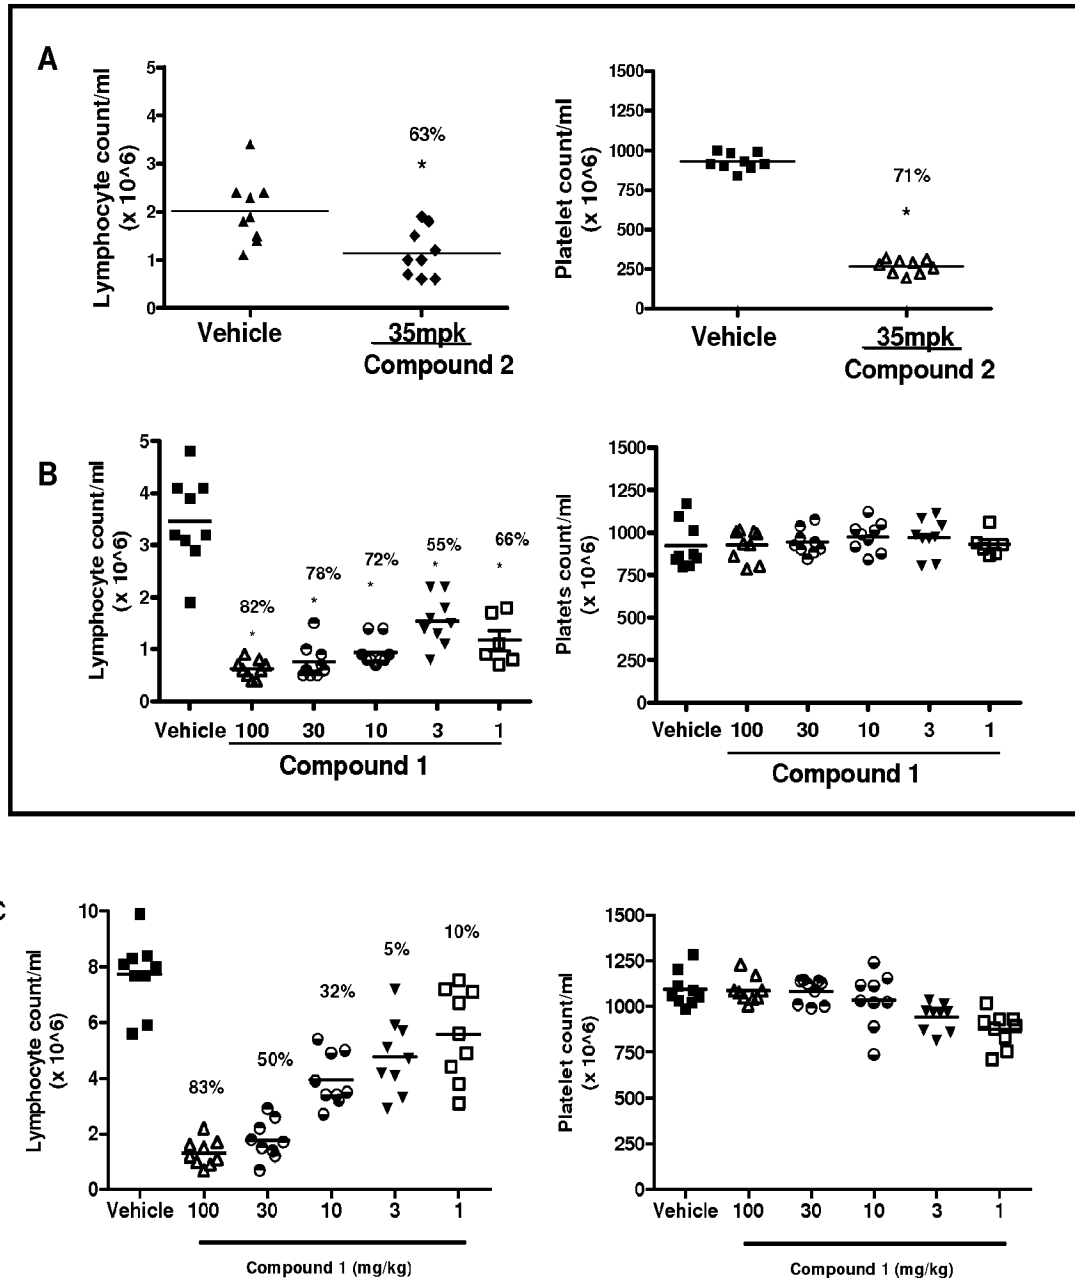 A
Lymphocyte count/ml
(x 10^6)
5
4
3
2
1
0
63%
*
Vehicle
35mpk
Compound 2
Platelet count/ml
(x 10^6)
1500
1250
1000
750
500
250
0
71%
*
Vehicle
35mpk
Compound 2
B
Lymphocyte count/ml
(x 10^6)
5
4
3
2
1
0
82%
*
78%
*
72%
*
55%
*
66%
*
Vehicle 100 30 10 3 1
Compound 1
Platets count/ml
(x 10^6)
1500
1250
1000
750
500
250
0
Vehicle 100 30 10 3 1
Compound 1
C
Lymphocyte count/ml
(x 10^6)
10
8
6
4
2
0
83%
50%
32%
5%
10%
Vehicle 100 30 10 3 1
Compound 1 (mg/kg)
Platelet count/ml
(x 10^6)
1500
1250
1000
750
500
250
0
Vehicle 100 30 10 3 1
Compound 1 (mg/kg)